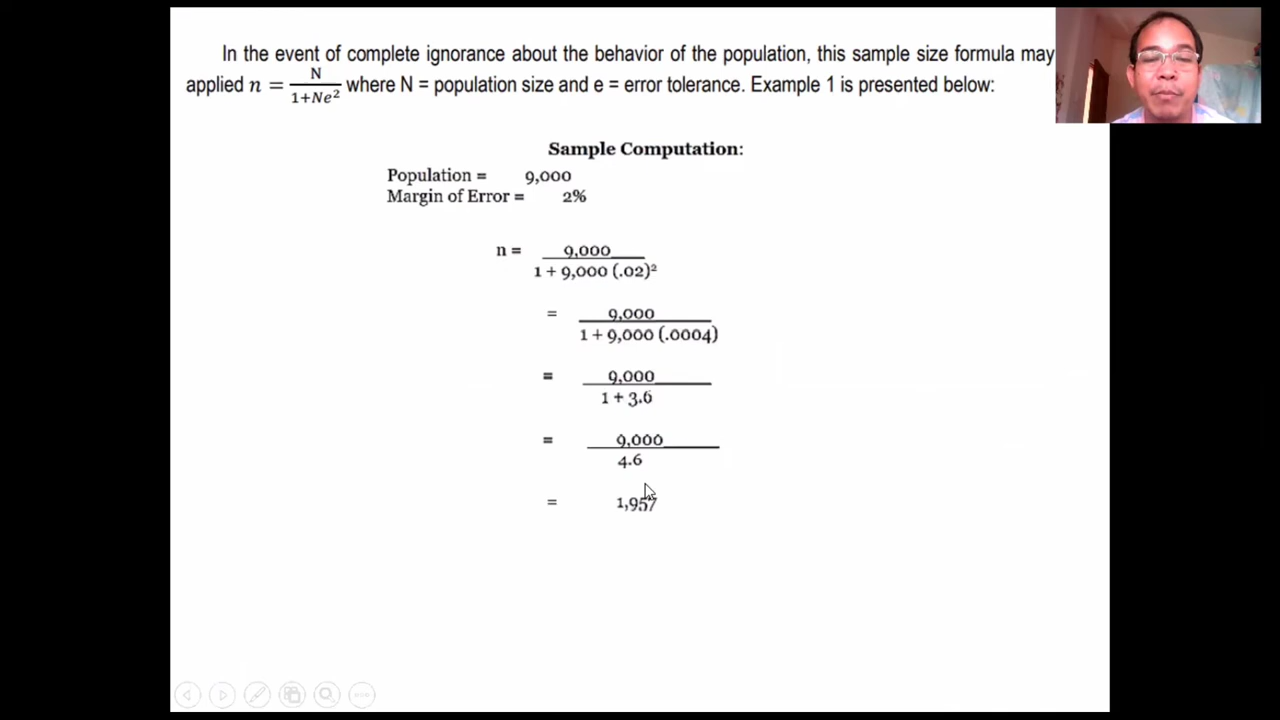 In the event of complete ignorance about the behavior of the population, this sample size formula may
applied n = N / 1+Ne² where N = population size and e = error tolerance. Example 1 is presented below:
Sample Computation:
Population = 9,000
Margin of Error = 2%
n = 9,000
1 + 9,000 (.02)²
= 9,000
1 + 9,000 (.0004)
= 9,000
1 + 3.6
= 9,000
4.6
= 1,957